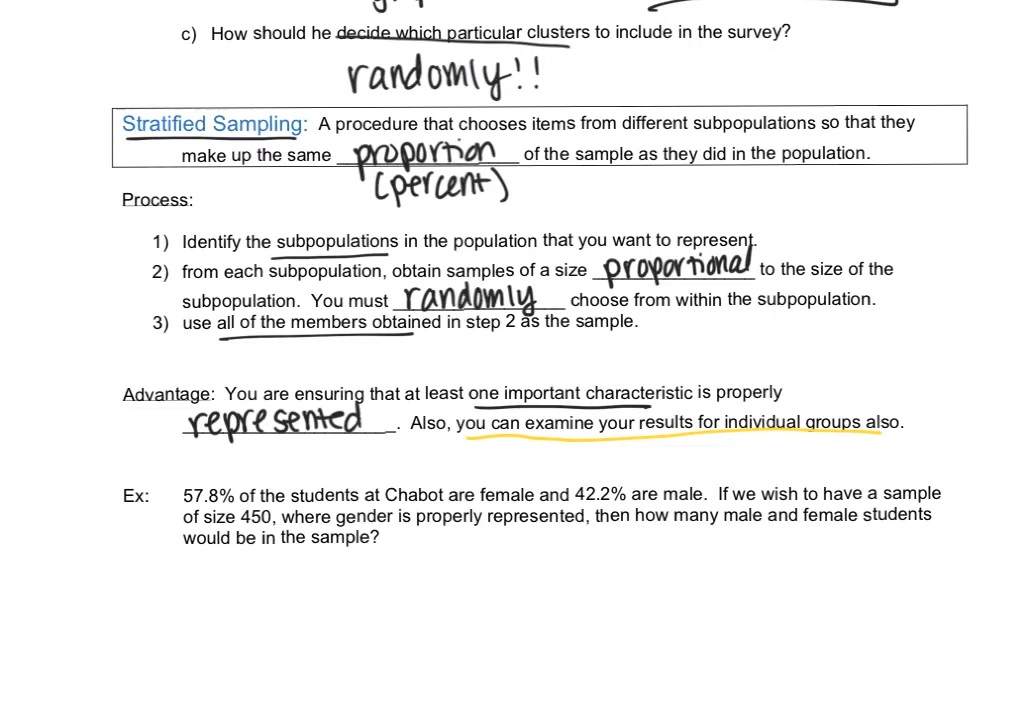 c) How should he decide which particular clusters to include in the survey?
randomly!!
Stratified Sampling: A procedure that chooses items from different subpopulations so that they
make up the same proportion of the sample as they did in the population.
(percent)
Process:
1) Identify the subpopulations in the population that you want to represent.
2) from each subpopulation, obtain samples of a size proportional to the size of the
subpopulation. You must randomly choose from within the subpopulation.
3) use all of the members obtained in step 2 as the sample.
Advantage: You are ensuring that at least one important characteristic is properly
represented. Also, you can examine your results for individual groups also.
Ex: 57.8% of the students at Chabot are female and 42.2% are male. If we wish to have a sample
of size 450, where gender is properly represented, then how many male and female students
would be in the sample?